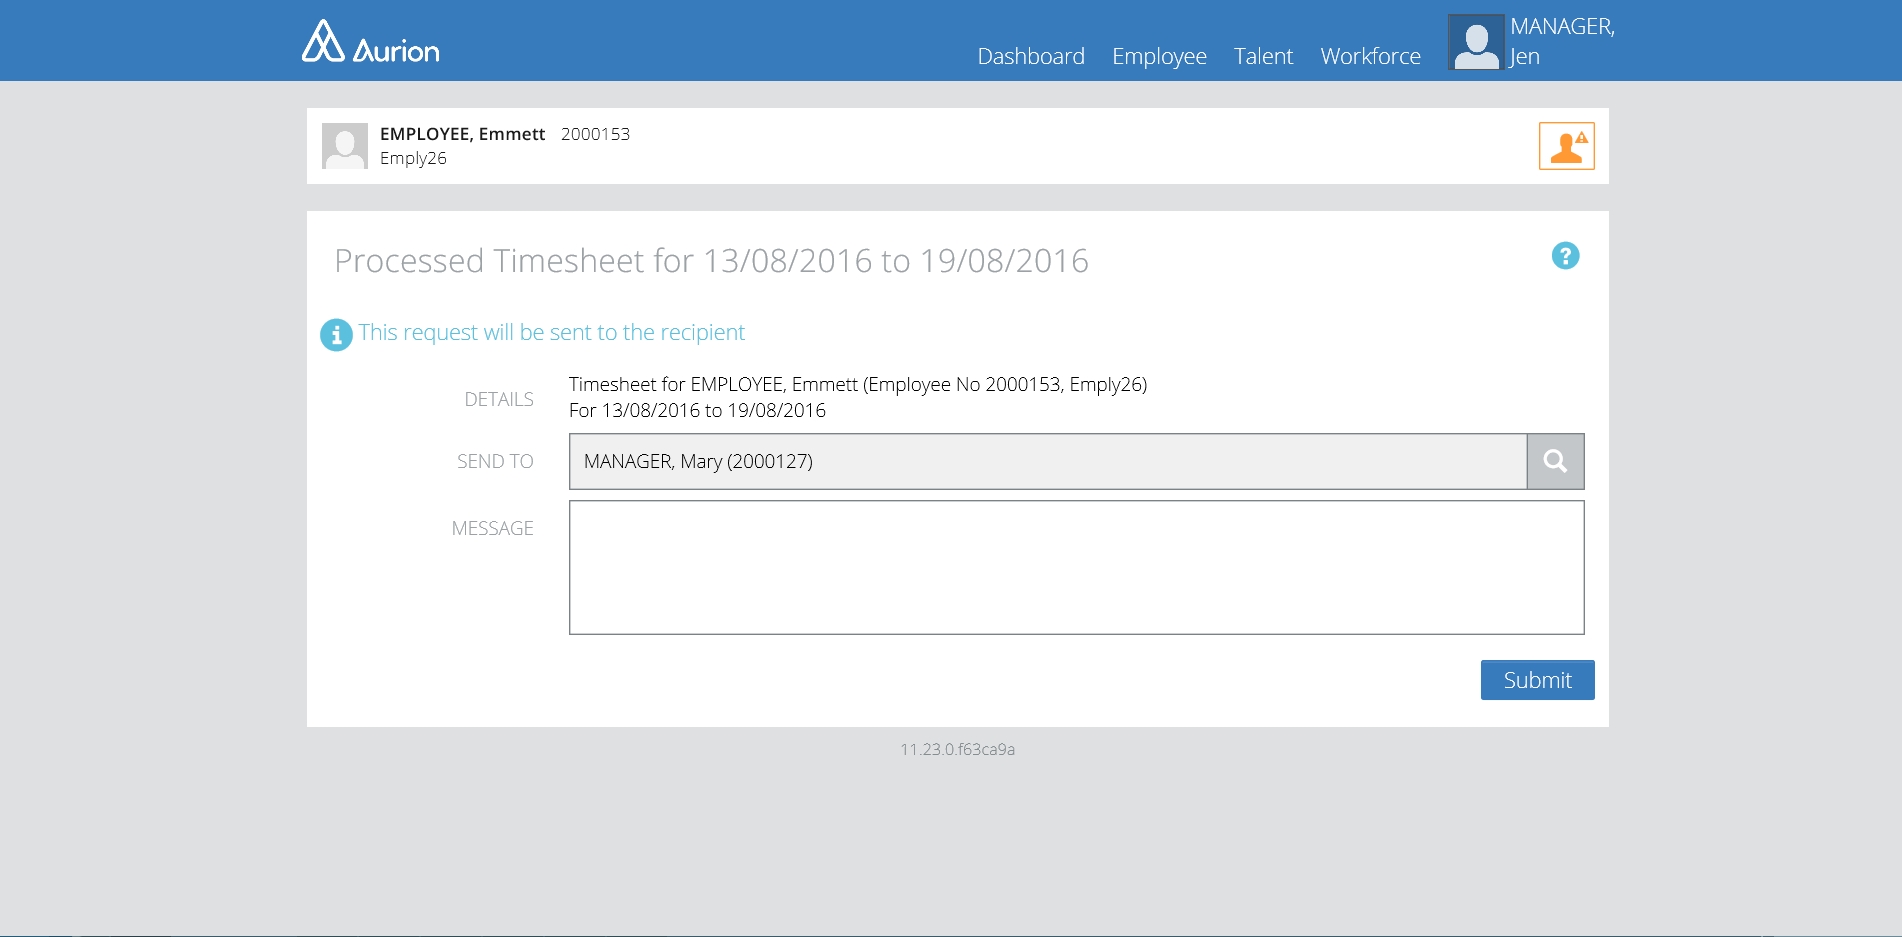 Aurion
Dashboard Employee Talent Workforce
MANAGER,
Jen
EMPLOYEE, Emmett 2000153
Emply26
Processed Timesheet for 13/08/2016 to 19/08/2016
?
i This request will be sent to the recipient
DETAILS
Timesheet for EMPLOYEE, Emmett (Employee No 2000153, Emply26)
For 13/08/2016 to 19/08/2016
SEND TO
MANAGER, Mary (2000127)
MESSAGE
Submit
11.23.0.f63ca9a